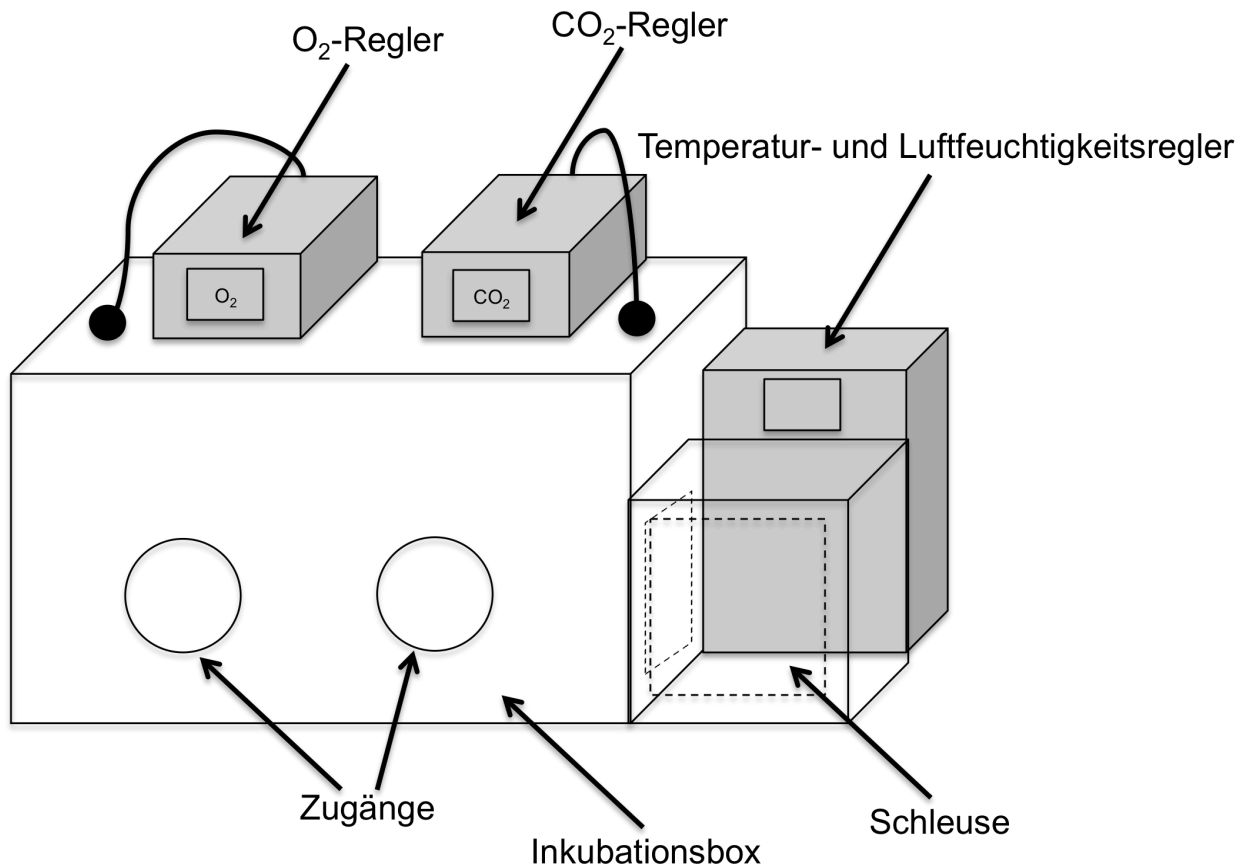 O₂-Regler
CO₂-Regler
Temperatur- und Luftfeuchtigkeitsregler
O₂
CO₂
Zugänge
Inkubationsbox
Schleuse